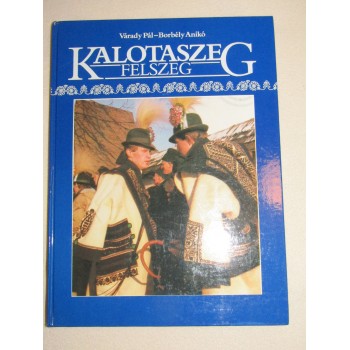 Várady Pál – Borbély Anikó
KALOTASZEG
FELSZEG